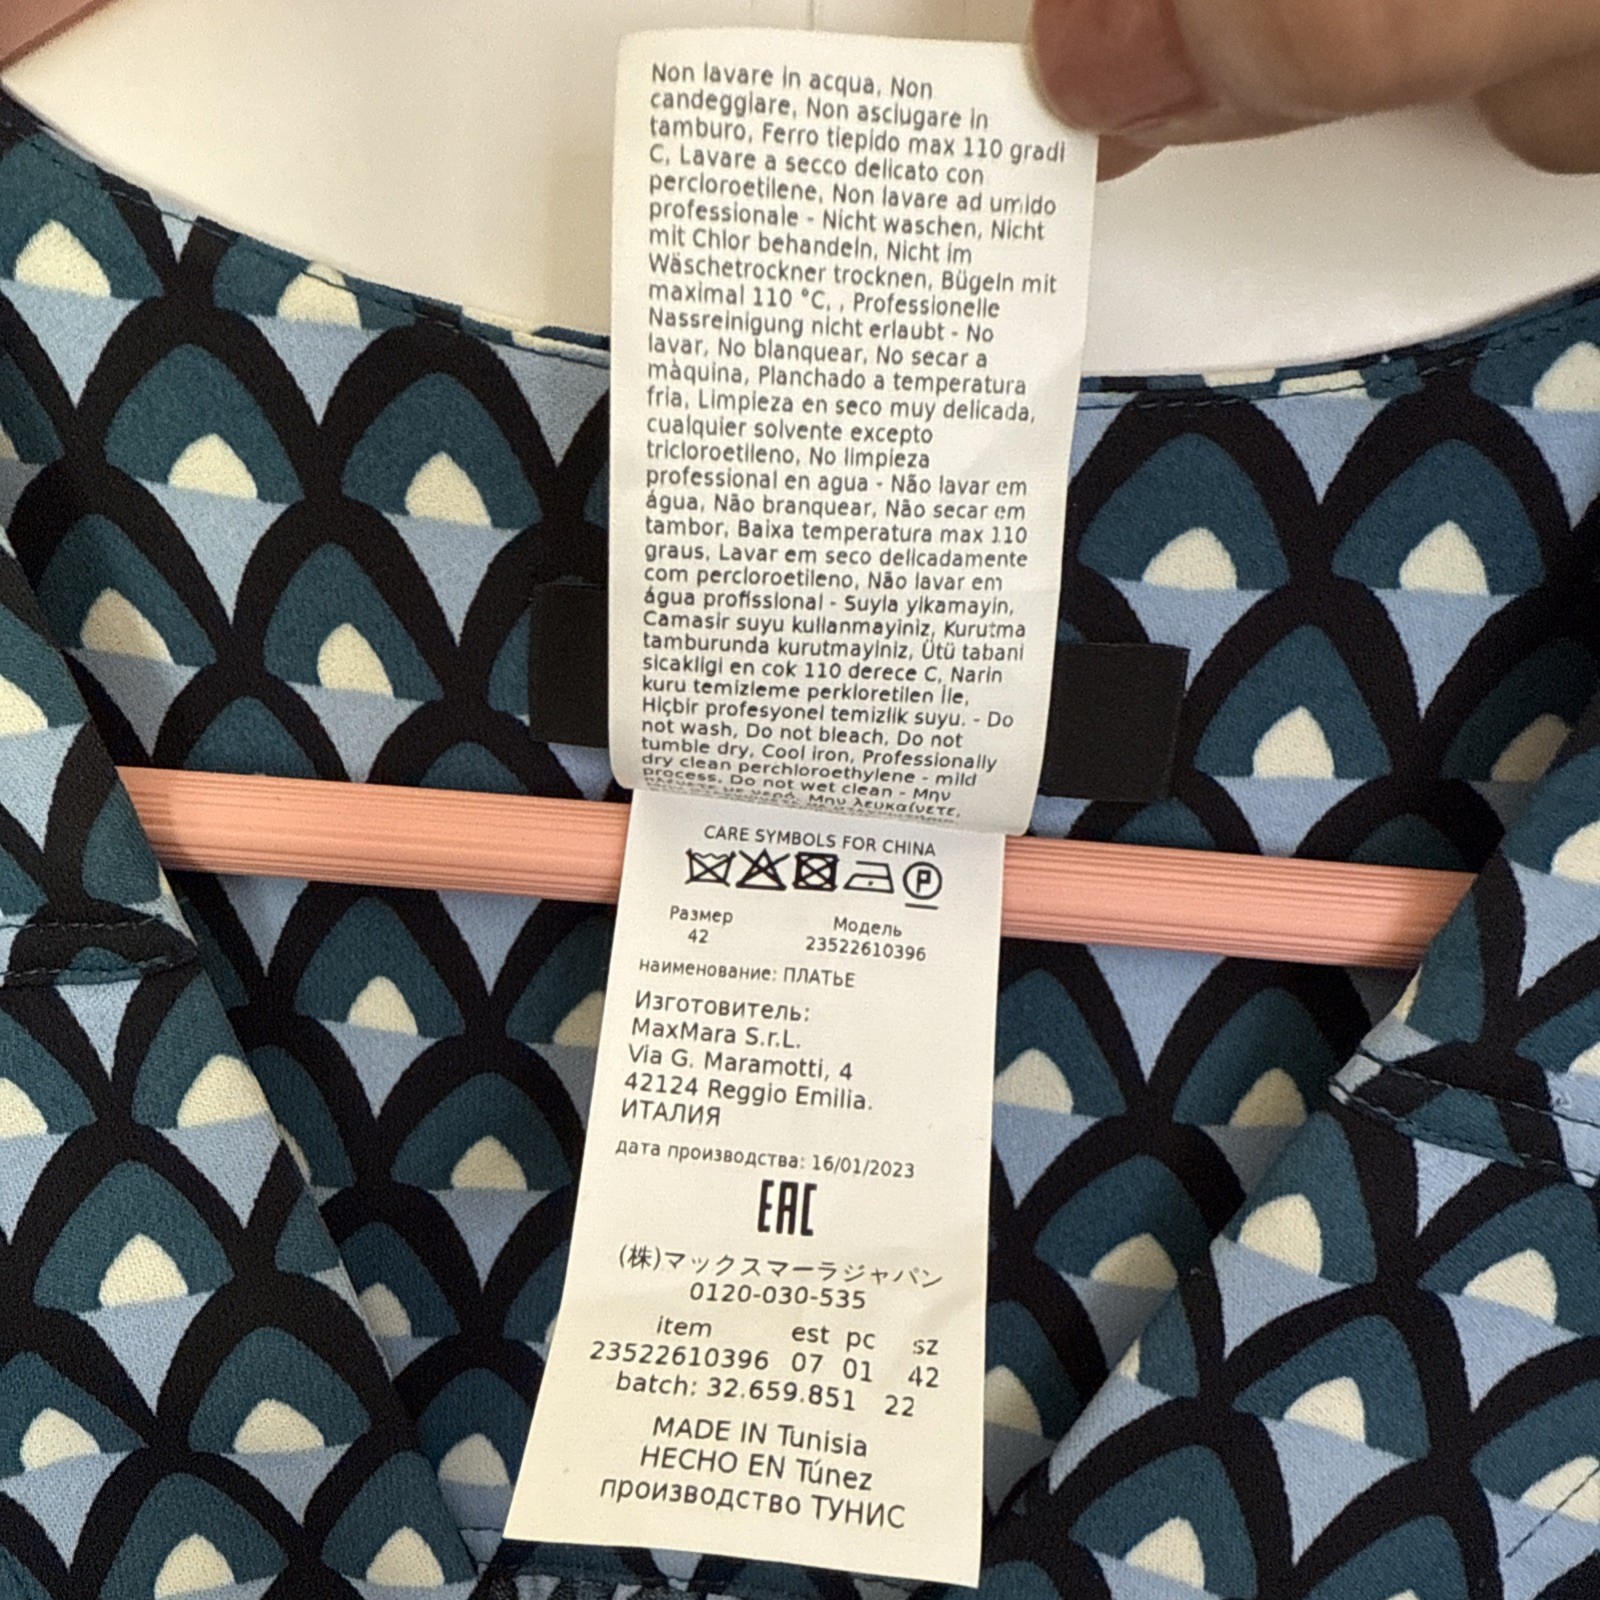 Non lavare in acqua, Non
candeggiare, Non asciugare in
tamburo, Ferro tiepido max 110 gradi
C, Lavare a secco delicato con
percloroetilene, Non lavare ad umido
professionale - Nicht waschen, Nicht
mit Chlor behandeln, Nicht im
Wäschetrockner trocknen, Bügeln mit
maximal 110 °C, , Professionelle
Nassreinigung nicht erlaubt - No
lavar, No blanquear, No secar a
màquina, Planchado a temperatura
fria, Limpieza en seco muy delicada,
cualquier solvente excepto
tricloroetileno, No limpieza
professional en agua - Não lavar em
água, Não branquear, Não secar em
tambor, Baixa temperatura max 110
graus, Lavar em seco delicadamente
com percloroetileno, Não lavar em
água profissional - Suyla yikamayin,
Camasir suyu kullanmayiniz, Kurutma
tamburunda kurutmayiniz, Ütü tabani
sicakligi en cok 110 derece C, Narin
kuru temizleme perkloretilen ile,
Hiçbir profesyonel temizlik suyu. - Do
not wash, Do not bleach, Do not
tumble dry, Cool iron, Professionally
dry clean perchloroethylene - mild
process, Do not wet clean - Μην
πλένετε με νερό, Μην λευκαίνετε,
CARE SYMBOLS FOR CHINA
P
Размер Модель
42 23522610396
наименование: ПЛАТЬЕ
Изготовитель:
MaxMara S.r.L.
Via G. Maramotti, 4
42124 Reggio Emilia.
ИТАЛИЯ
дата производства: 16/01/2023
EAC
(株)マックスマーラジャパン
0120-030-535
item est pc sz
23522610396 07 01 42
batch: 32.659.851 22
MADE IN Tunisia
HECHO EN Túnez
производство ТУНИС